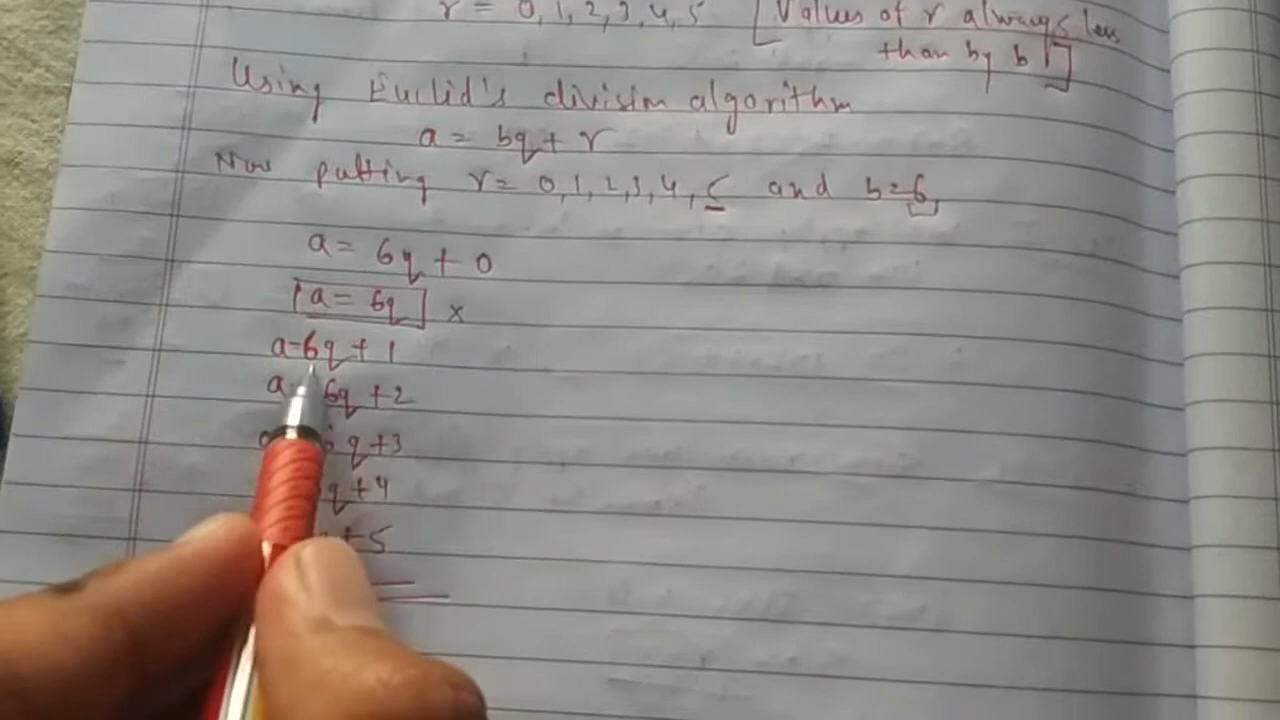 r = 0, 1, 2, 3, 4, 5 [Values of r always less
than by b]
Using Euclid's division algorithm
a = bq + r
Now putting r = 0, 1, 2, 3, 4, 5 and b = 6,
a = 6q + 0
a = 6q ×
a = 6q + 1
a = 6q + 2
q + 3
q + 4
+ 5